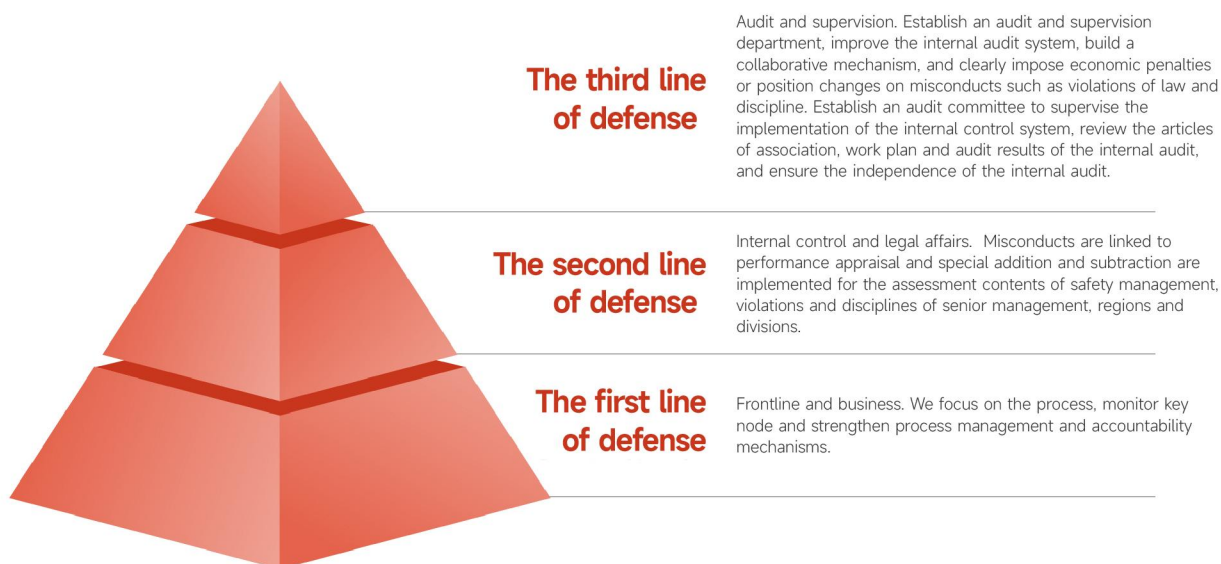 The third line
of defense
Audit and supervision. Establish an audit and supervision
department, improve the internal audit system, build a
collaborative mechanism, and clearly impose economic penalties
or position changes on misconducts such as violations of law and
discipline. Establish an audit committee to supervise the
implementation of the internal control system, review the articles
of association, work plan and audit results of the internal audit,
and ensure the independence of the internal audit.
The second line
of defense
Internal control and legal affairs. Misconducts are linked to
performance appraisal and special addition and subtraction are
implemented for the assessment contents of safety management,
violations and disciplines of senior management, regions and
divisions.
The first line
of defense
Frontline and business. We focus on the process, monitor key
node and strengthen process management and accountability
mechanisms.